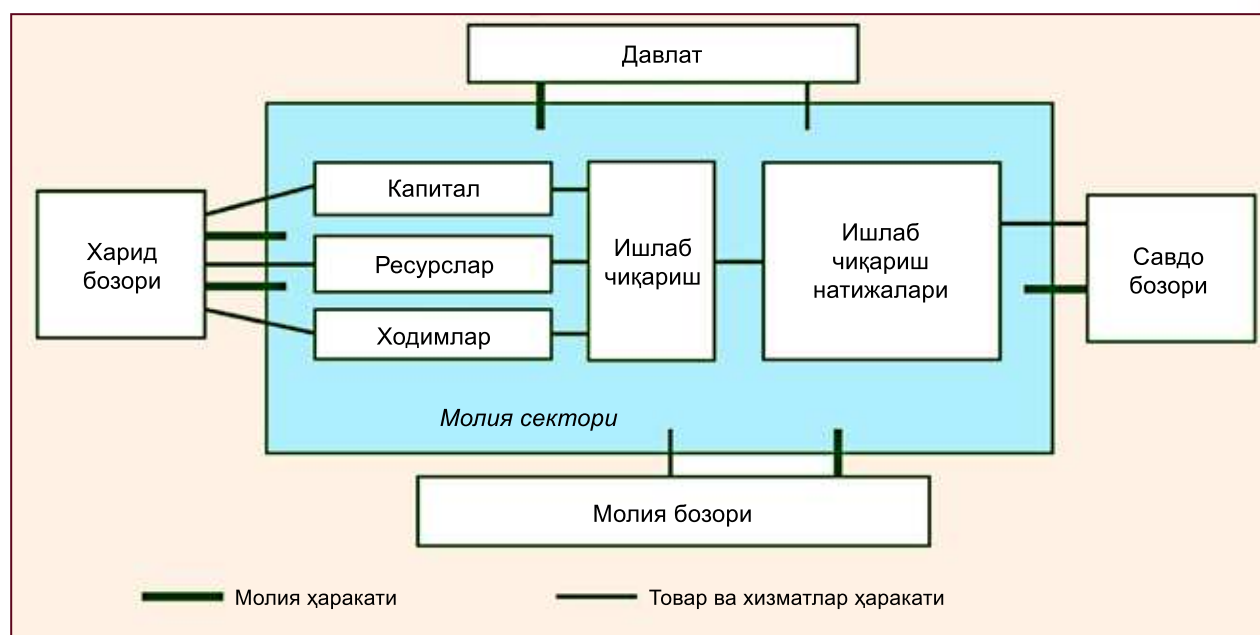 Давлат
Капитал
Ресурслар
Ходимлар
Харид
бозори
Ишлаб
чиқариш
Ишлаб
чиқариш
натижалари
Савдо
бозори
Молия сектори
Молия бозори
Молия ҳаракати
Товар ва хизматлар ҳаракати